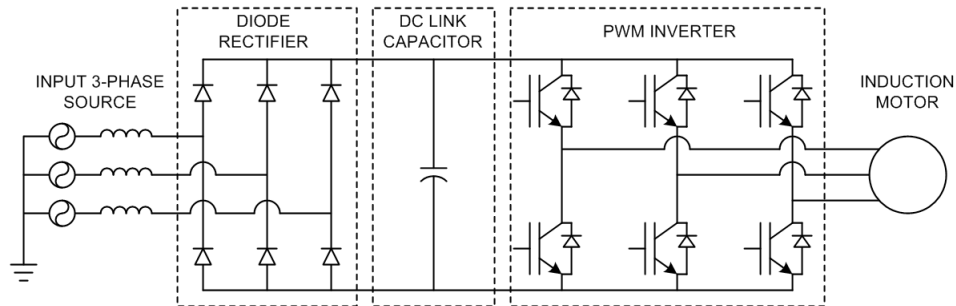 DIODE
RECTIFIER
DC LINK
CAPACITOR
PWM INVERTER
INPUT 3-PHASE
SOURCE
INDUCTION
MOTOR